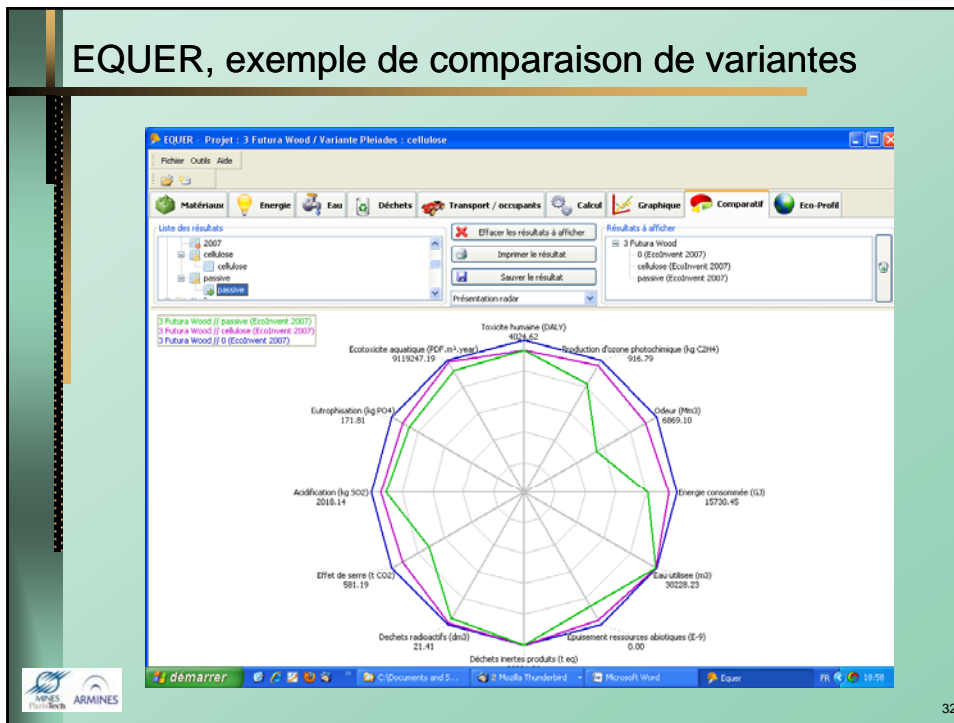 EQUER, exemple de comparaison de variantes
EQUER - Projet : 3 Futura Wood / Variante Pleiades : cellulose
Fichier Outils Aide
Matériaux Energie Eau Déchets Transport / occupants Calcul Graphique Comparatif Eco-Profil
Liste des résultats
2007
cellulose
cellulose
passive
passive
Effacer les résultats à afficher
Imprimer le résultat
Sauver le résultat
Présentation radar
Résultats à afficher
3 Futura Wood
0 (EcoInvent 2007)
cellulose (EcoInvent 2007)
passive (EcoInvent 2007)
3 Futura Wood // passive (EcoInvent 2007)
3 Futura Wood // cellulose (EcoInvent 2007)
3 Futura Wood // 0 (EcoInvent 2007)
Toxicite humaine (DALY)
4024.62
Ecotoxicite aquatique (PDF.m².year)
9119247.19
Production d'ozone photochimique (kg C2H4)
916.79
Eutrophisation (kg PO4)
171.81
Odeur (Mm3)
6869.10
Acidification (kg SO2)
2018.14
Energie consommée (GJ)
15730.45
Effet de serre (t CO2)
581.19
Eau utilisee (m3)
30228.23
Dechets radioactifs (dm3)
21.41
Epuisement ressources abiotiques (E-9)
0.00
Déchets inertes produits (t eq)
démarrer
C:\Documents and S...
2 Mozilla Thunderbird
Microsoft Word
Equer
FR
18:58
MINES
ParisTech
ARMINES
32